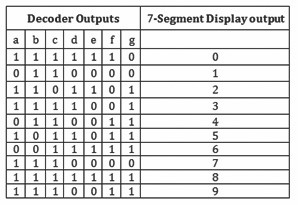 Decoder Outputs 7-Segment Display output
a b c d e f g
1 1 1 1 1 1 0 0
0 1 1 0 0 0 0 1
1 1 0 1 1 0 1 2
1 1 1 1 0 0 1 3
0 1 1 0 0 1 1 4
1 0 1 1 0 1 1 5
0 0 1 1 1 1 1 6
1 1 1 0 0 0 0 7
1 1 1 1 1 1 1 8
1 1 1 0 0 1 1 9